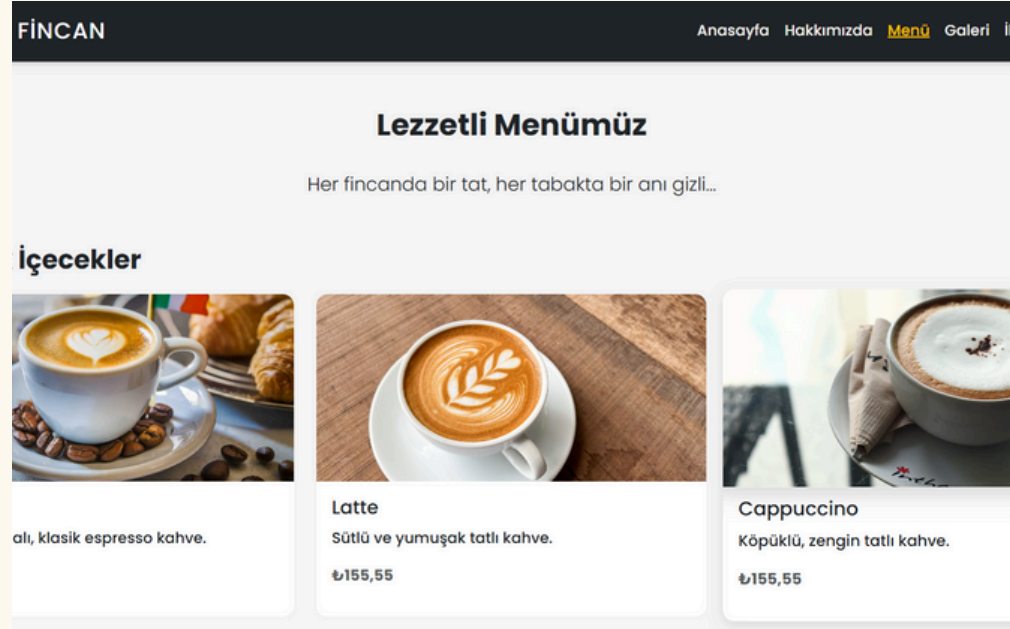 FİNCAN
Anasayfa Hakkımızda Menü Galeri
Lezzetli Menümüz
Her fincanda bir tat, her tabakta bir anı gizli...
İçecekler
Latte
Cappuccino
klasik espresso kahve.
Sütlü ve yumuşak tatlı kahve.
Köpüklü, zengin tatlı kahve.
₺155,55
₺155,55